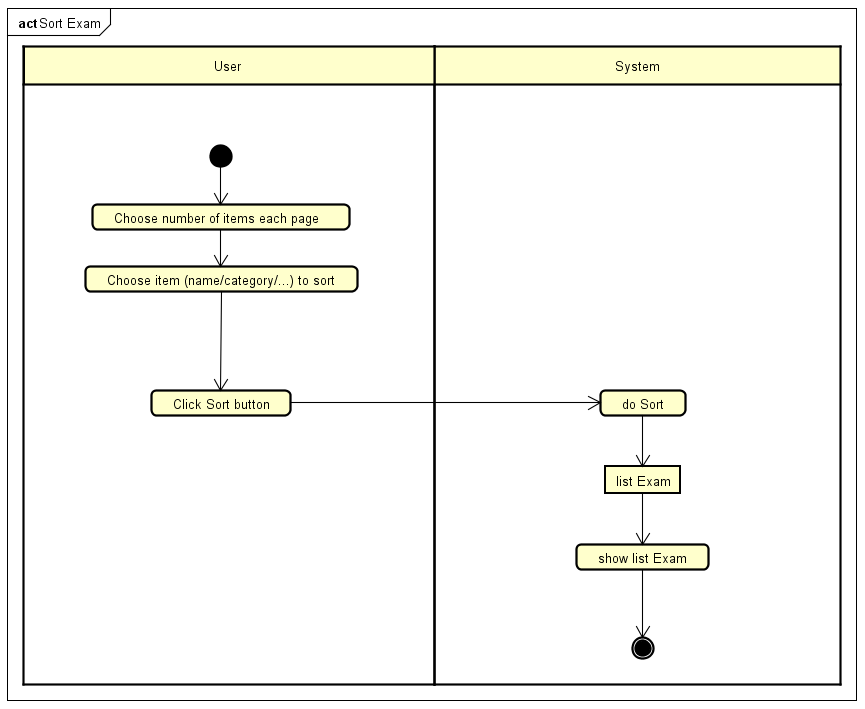 act Sort Exam
User
System
Choose number of items each page
Choose item (name/category/...) to sort
Click Sort button
do Sort
list Exam
show list Exam